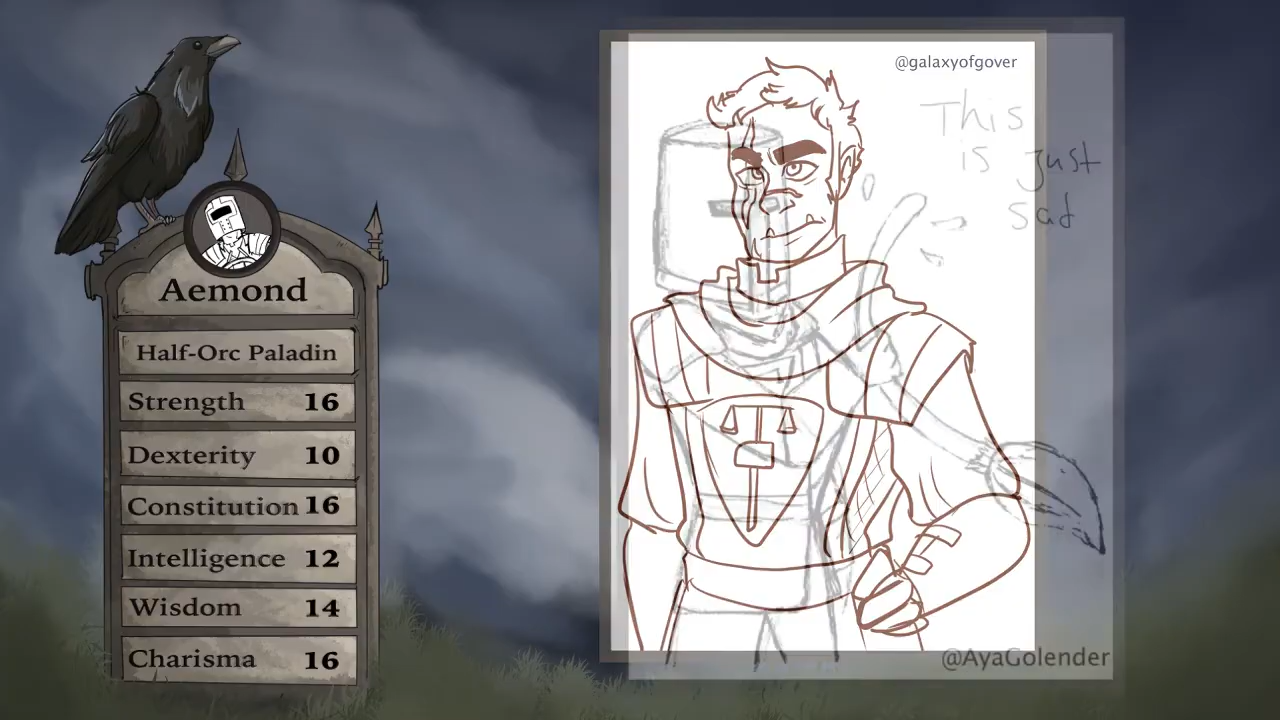 Aemond
Half-Orc Paladin
Strength 16
Dexterity 10
Constitution 16
Intelligence 12
Wisdom 14
Charisma 16
@galaxyofgover
This
is just
sad
@AyaGolender